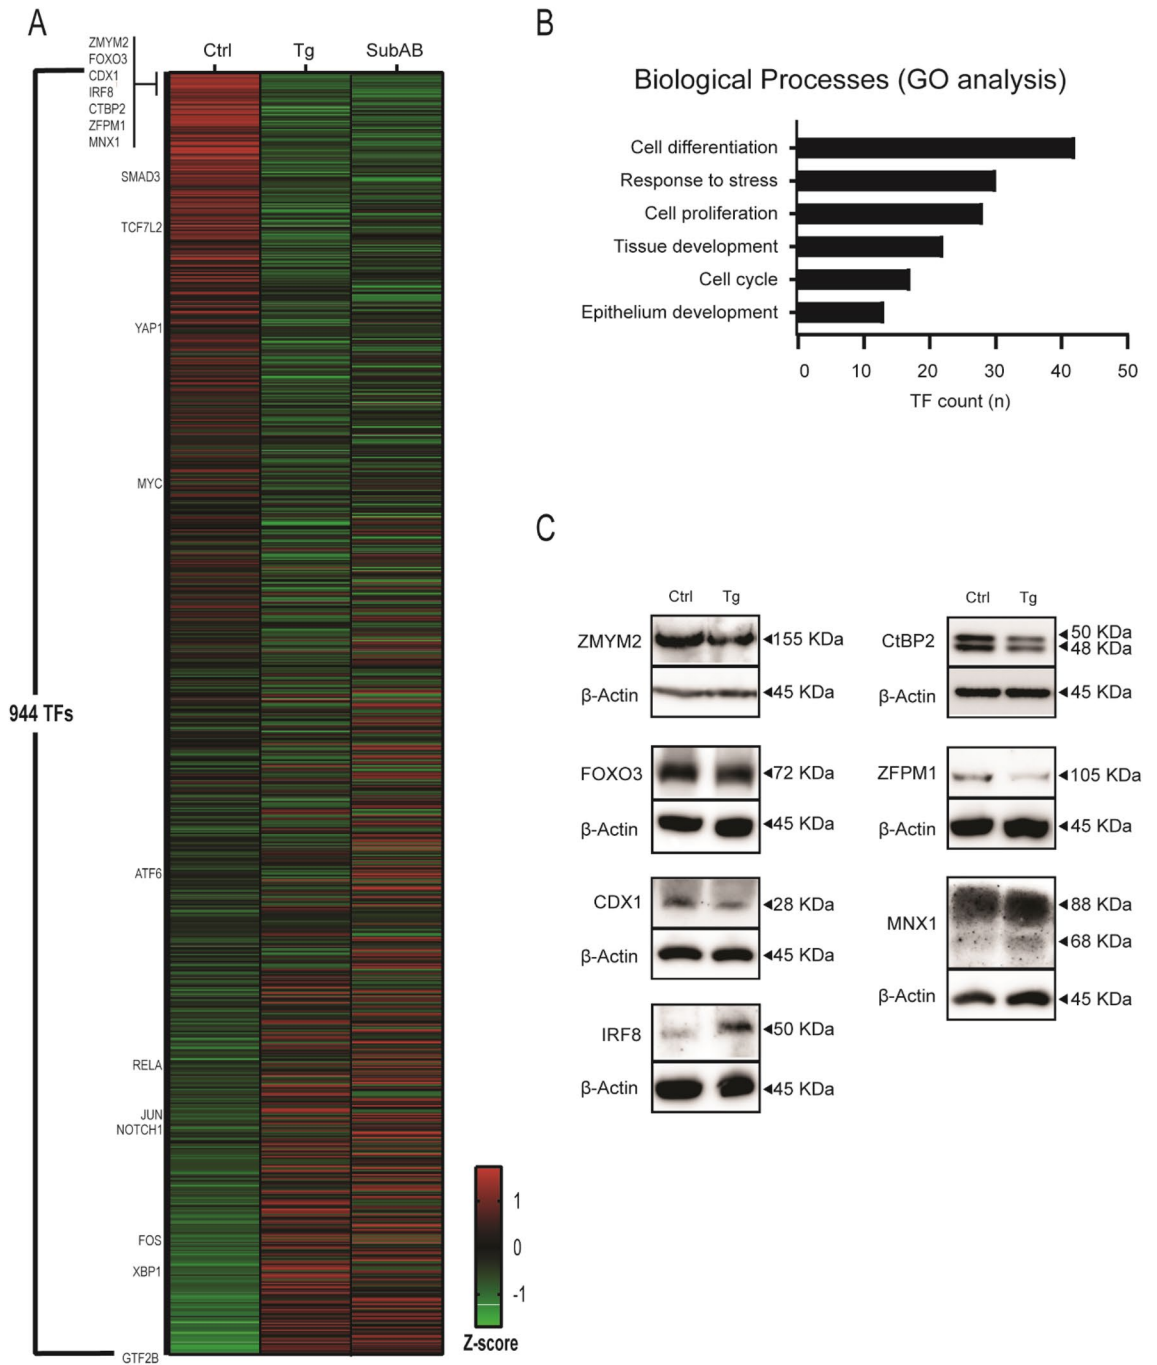 A
Ctrl Tg SubAB
ZMYM2
FOXO3
CDX1
IRF8
CTBP2
ZFPM1
MNX1
SMAD3
TCF7L2
YAP1
MYC
944 TFs
ATF6
RELA
JUN
NOTCH1
FOS
XBP1
GTF2B
1
0
-1
Z-score
B
Biological Processes (GO analysis)
Cell differentiation
Response to stress
Cell proliferation
Tissue development
Cell cycle
Epithelium development
0 10 20 30 40 50
TF count (n)
C
Ctrl Tg
ZMYM2 155 KDa
β-Actin 45 KDa
FOXO3 72 KDa
β-Actin 45 KDa
CDX1 28 KDa
β-Actin 45 KDa
IRF8 50 KDa
β-Actin 45 KDa
Ctrl Tg
CtBP2 50 KDa
48 KDa
β-Actin 45 KDa
ZFPM1 105 KDa
β-Actin 45 KDa
MNX1 88 KDa
68 KDa
β-Actin 45 KDa